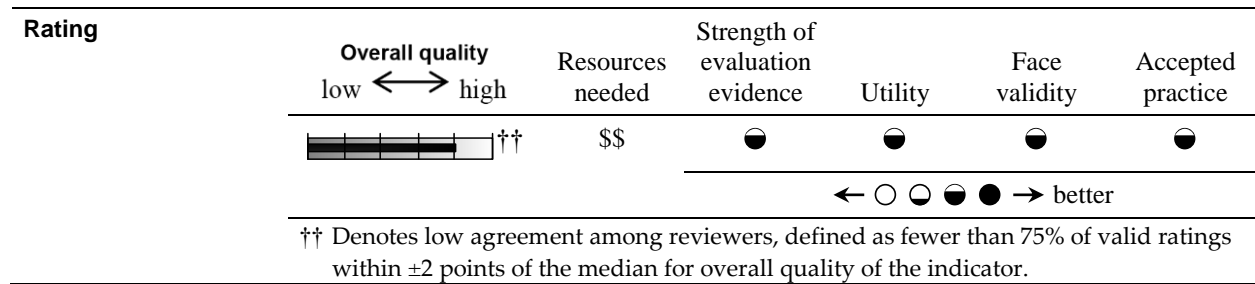 Rating
Overall quality
low ⟷ high
Resources
needed
Strength of
evaluation
evidence
Utility
Face
validity
Accepted
practice
†† $$ ◒ ◒ ◒ ◒
← ○ ◒ ● → better
†† Denotes low agreement among reviewers, defined as fewer than 75% of valid ratings
within ±2 points of the median for overall quality of the indicator.